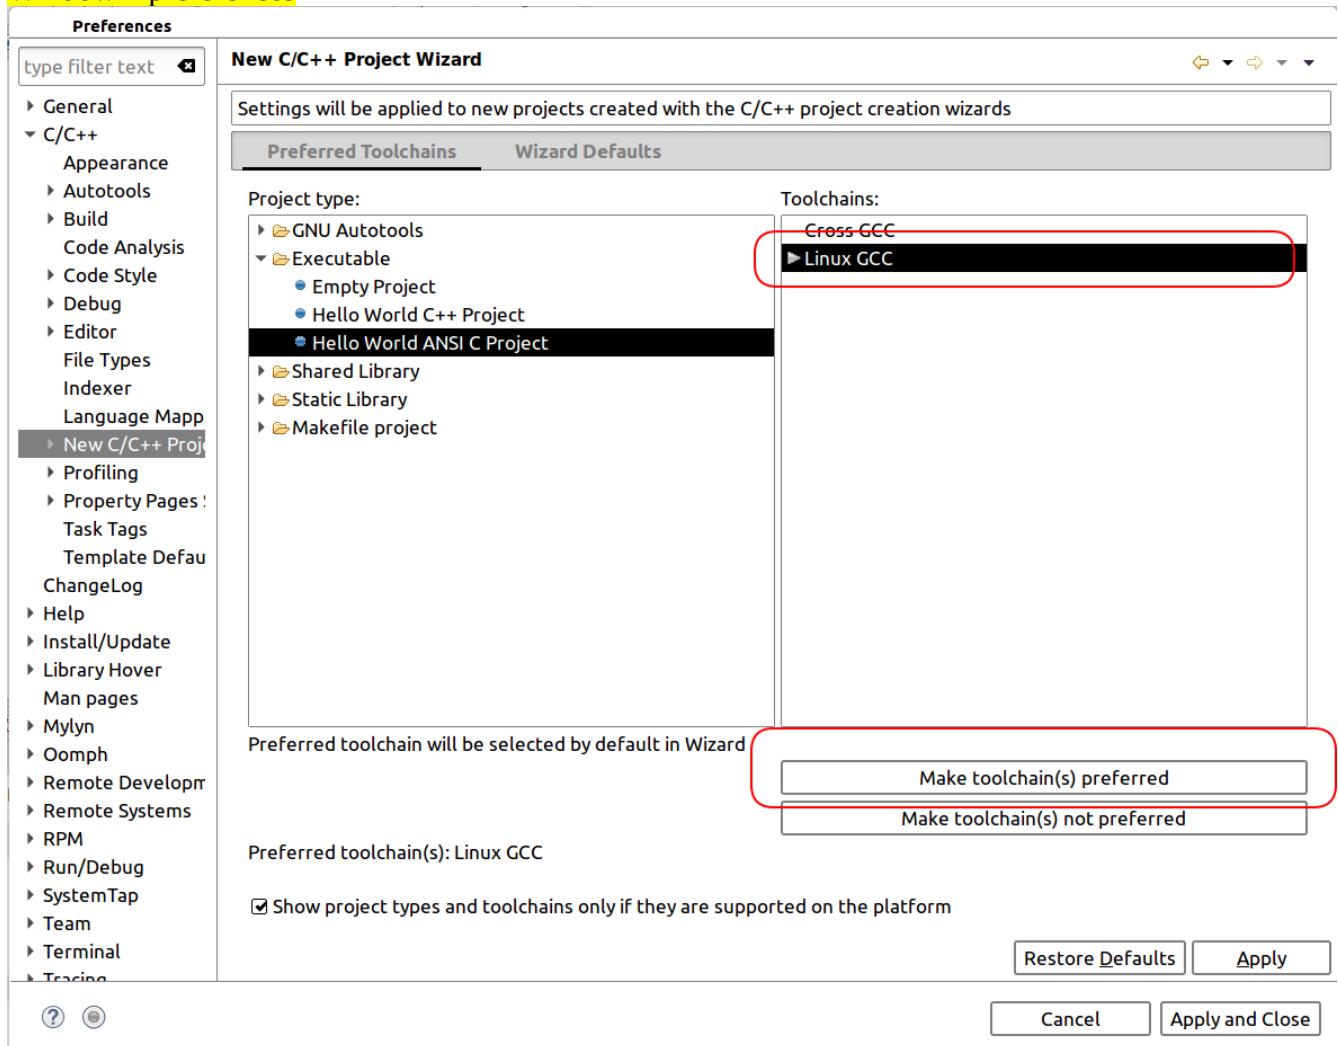 Preferences
type filter text
New C/C++ Project Wizard
General
C/C++
Appearance
Autotools
Build
Code Analysis
Code Style
Debug
Editor
File Types
Indexer
Language Mapp
New C/C++ Proj
Profiling
Property Pages
Task Tags
Template Defau
ChangeLog
Help
Install/Update
Library Hover
Man pages
Mylyn
Oomph
Remote Developm
Remote Systems
RPM
Run/Debug
SystemTap
Team
Terminal
Tracing
Settings will be applied to new projects created with the C/C++ project creation wizards
Preferred Toolchains
Wizard Defaults
Project type:
GNU Autotools
Executable
Empty Project
Hello World C++ Project
Hello World ANSI C Project
Shared Library
Static Library
Makefile project
Toolchains:
Cross GCC
Linux GCC
Preferred toolchain will be selected by default in Wizard
Make toolchain(s) preferred
Make toolchain(s) not preferred
Preferred toolchain(s): Linux GCC
Show project types and toolchains only if they are supported on the platform
Restore Defaults
Apply
Cancel
Apply and Close